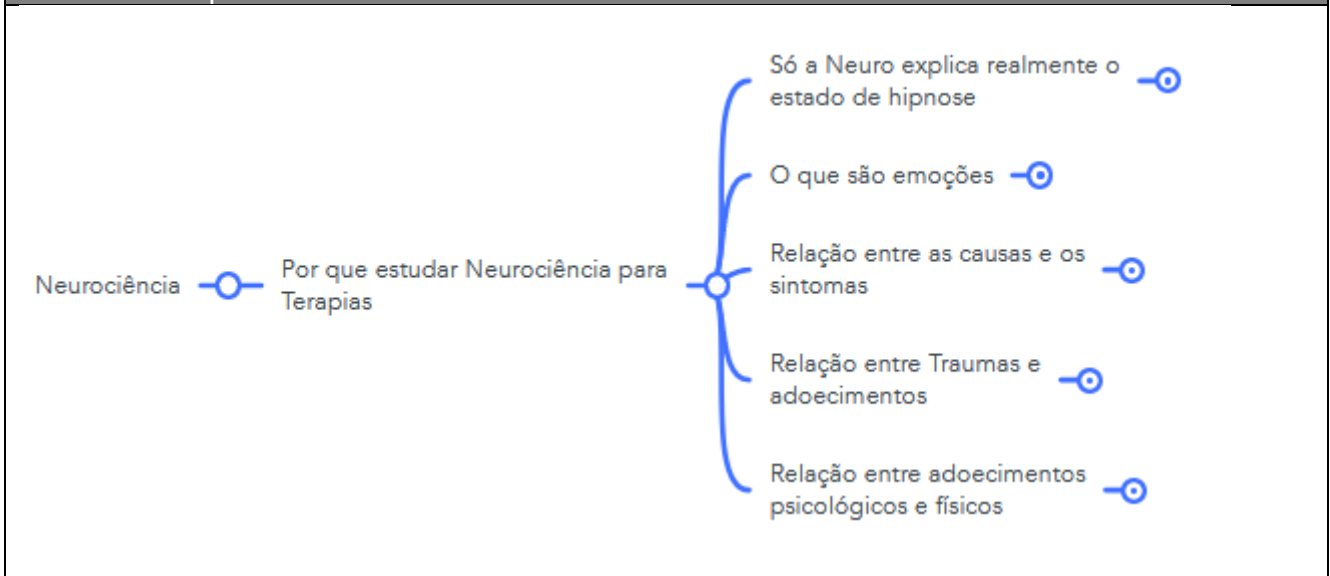 Neurociência
Por que estudar Neurociência para
Terapias
Só a Neuro explica realmente o
estado de hipnose
O que são emoções
Relação entre as causas e os
sintomas
Relação entre Traumas e
adoecimentos
Relação entre adoecimentos
psicológicos e físicos